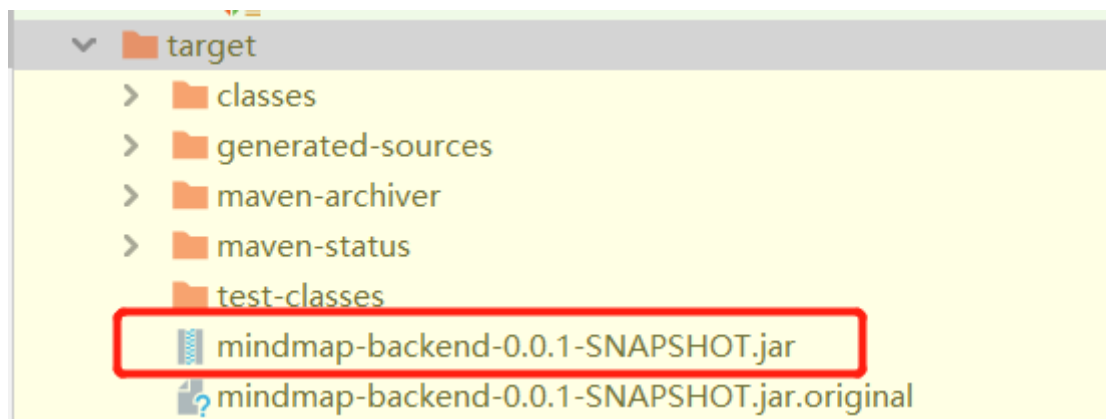 target
classes
generated-sources
maven-archiver
maven-status
test-classes
mindmap-backend-0.0.1-SNAPSHOT.jar
mindmap-backend-0.0.1-SNAPSHOT.jar.original